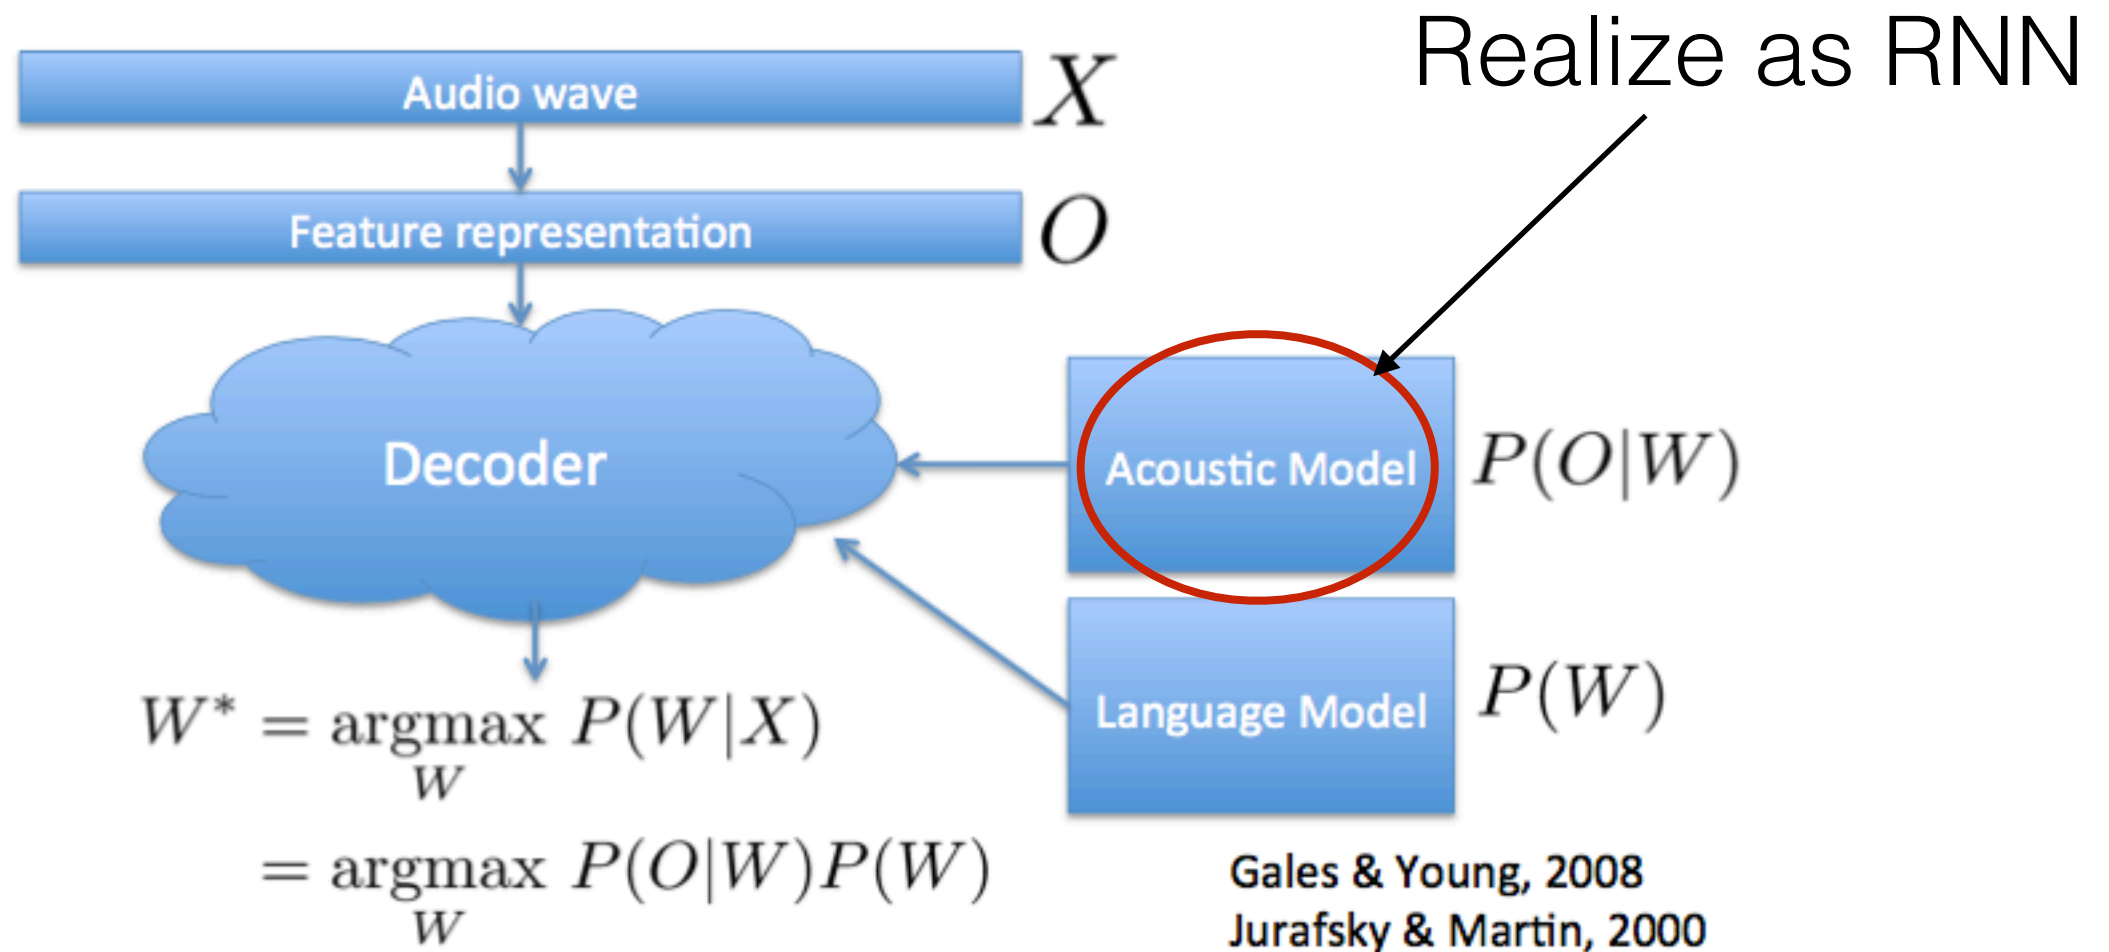 Realize as RNN
Audio wave X
Feature representation O
Decoder
Acoustic Model P(O|W)
Language Model P(W)
W* = argmax P(W|X)
W
= argmax P(O|W)P(W)
W
Gales & Young, 2008
Jurafsky & Martin, 2000